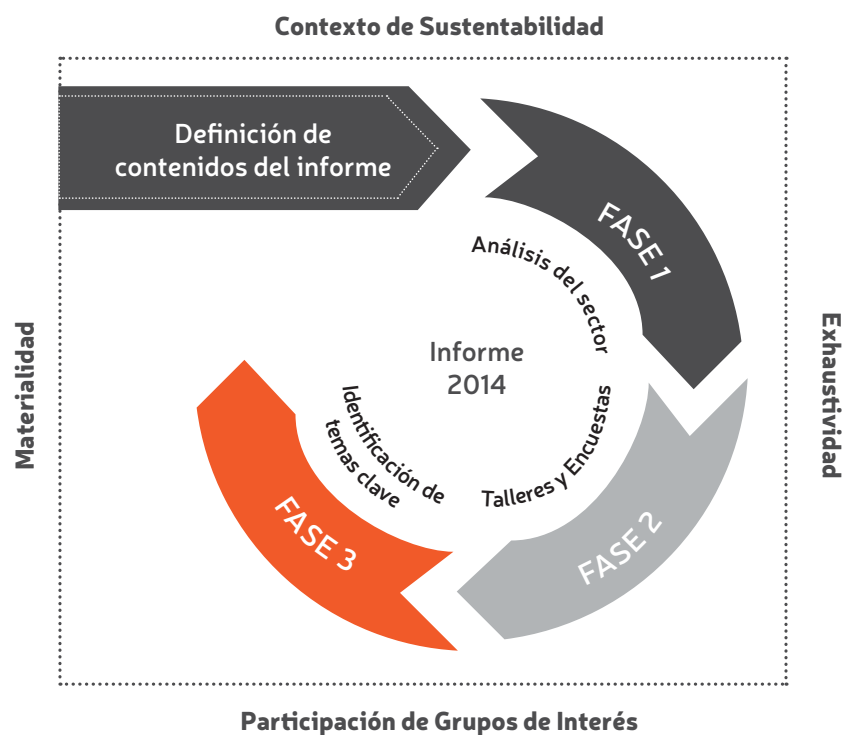 Contexto de Sustentabilidad
Definición de
contenidos del informe
FASE 1
Análisis del sector
Informe
2014
Materialidad
Exhaustividad
FASE 2
Talleres y Encuestas
FASE 3
Identificación de
temas clave
Participación de Grupos de Interés